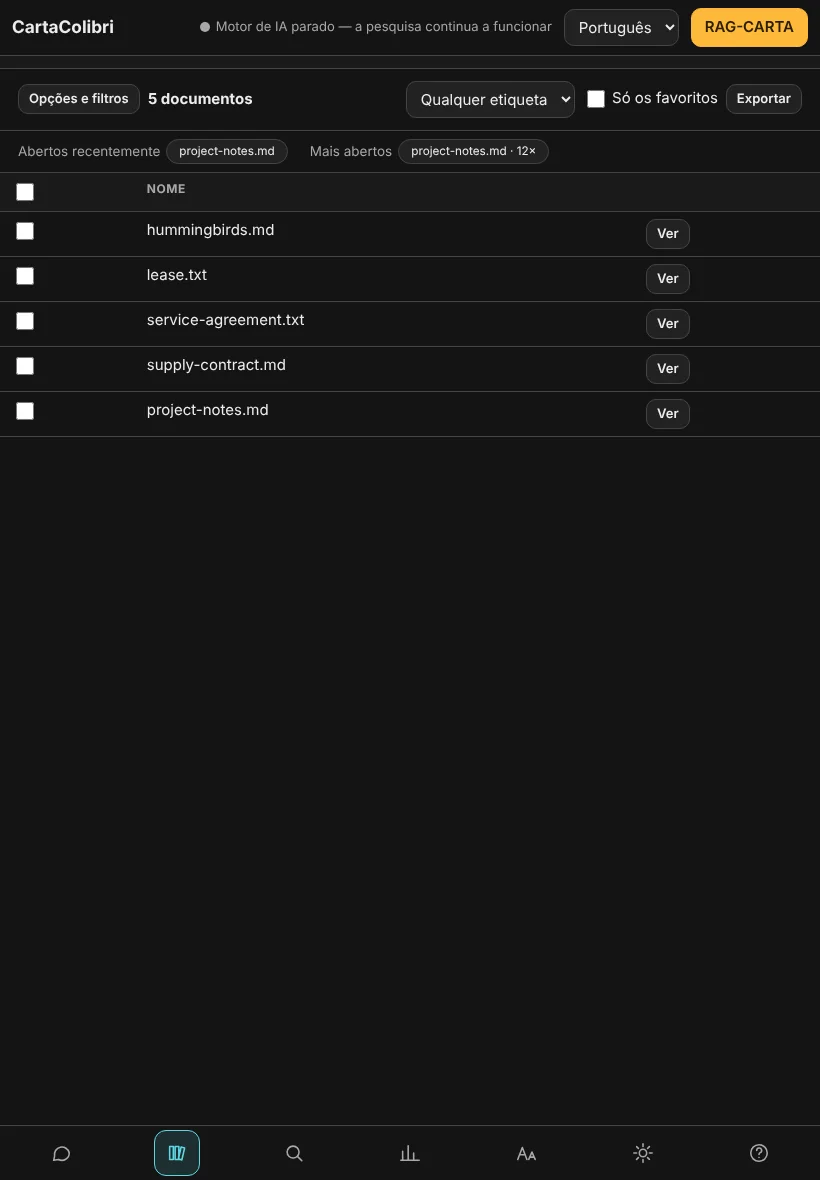 CartaColibri
Motor de IA parado — a pesquisa continua a funcionar
Português
RAG-CARTA
Opções e filtros
5 documentos
Qualquer etiqueta
Só os favoritos
Exportar
Abertos recentemente
project-notes.md
Mais abertos
project-notes.md · 12×
NOME
hummingbirds.md
Ver
lease.txt
Ver
service-agreement.txt
Ver
supply-contract.md
Ver
project-notes.md
Ver
AA
?